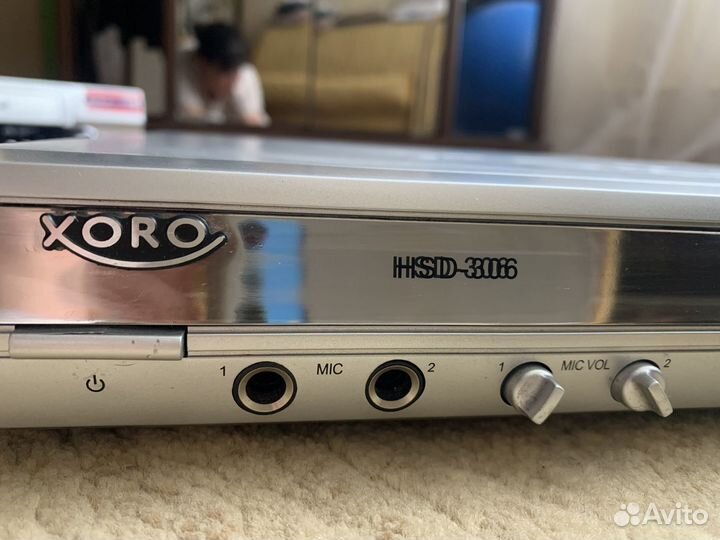 XORO
HSD-306
1 MIC 2
1 MIC VOL 2
Avito